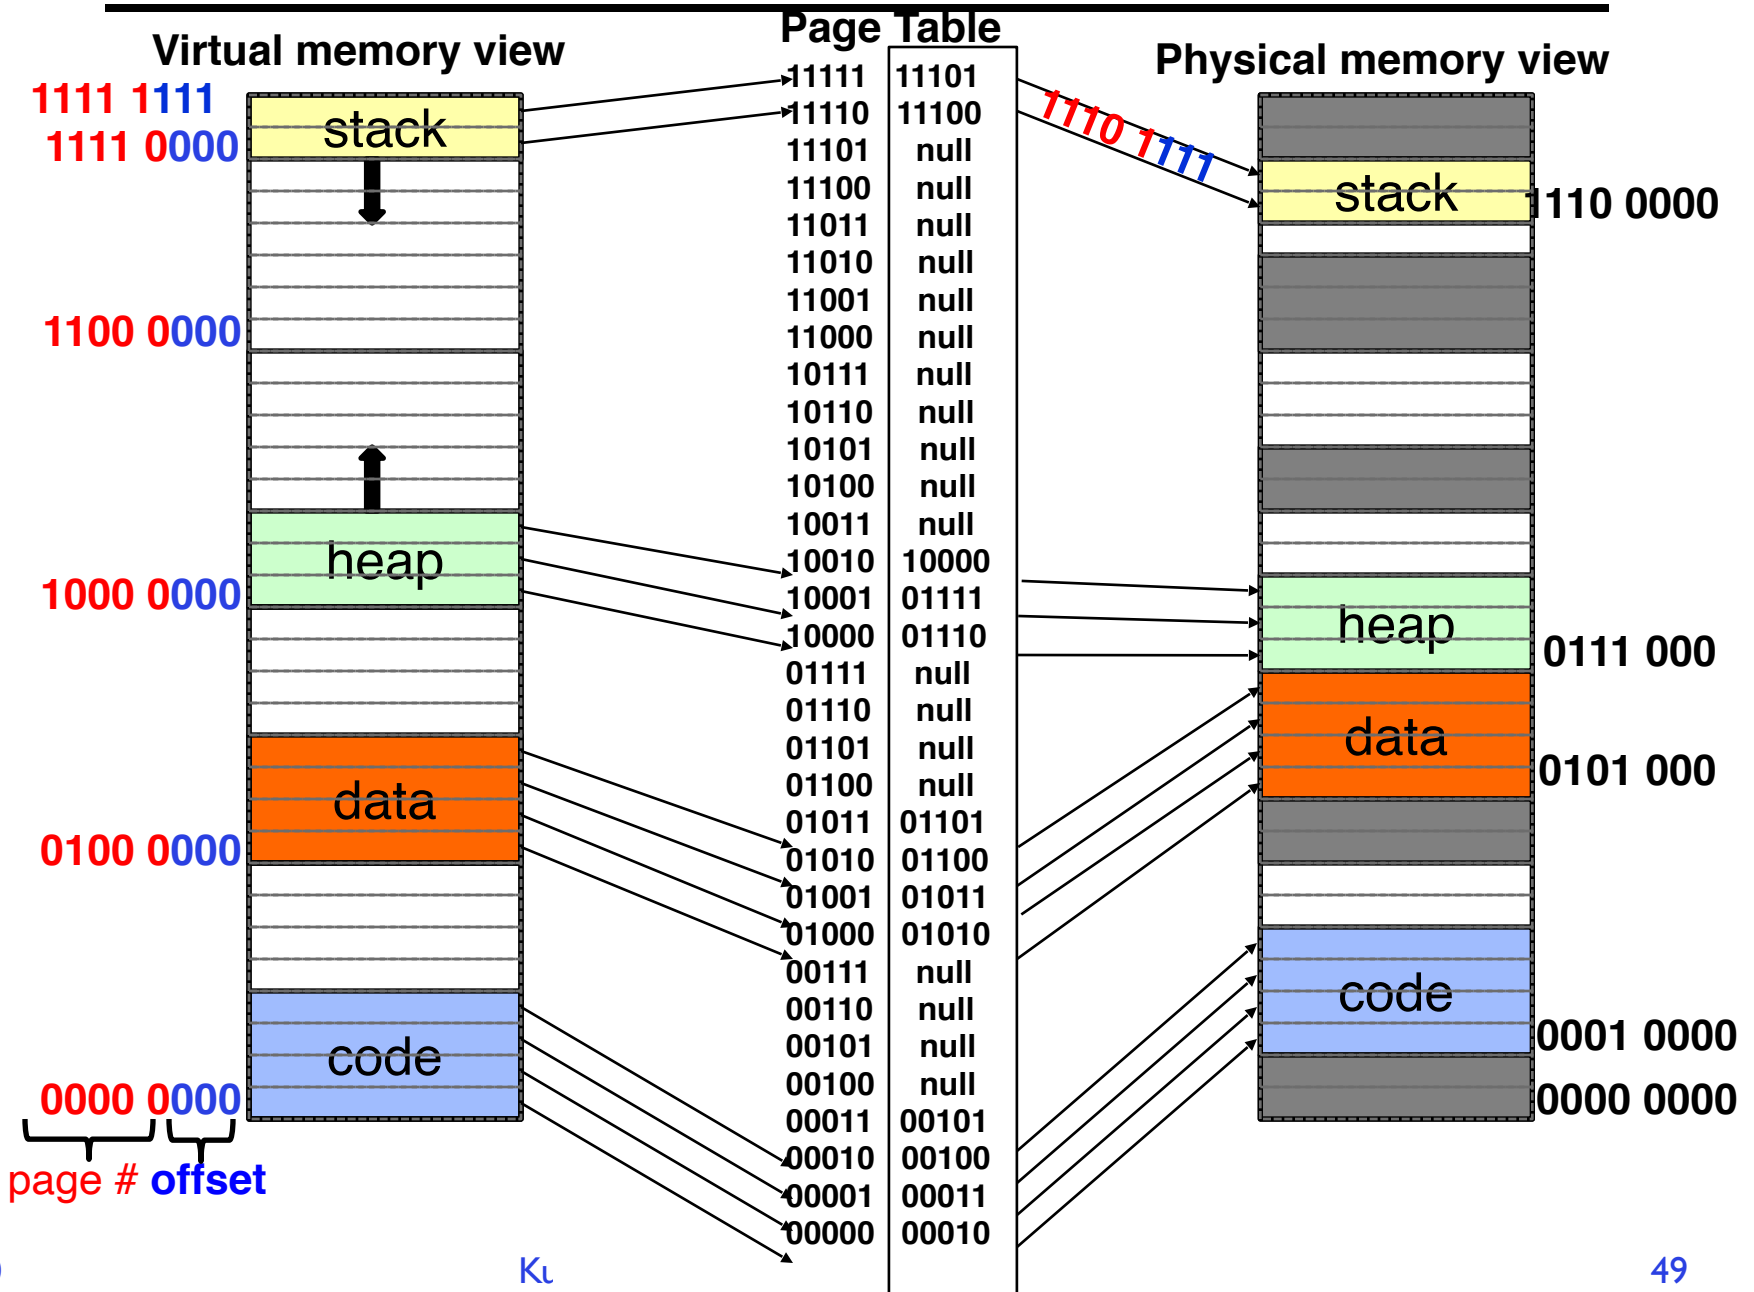 Page Table
Virtual memory view
Physical memory view
1111 1111
1111 0000
1100 0000
1000 0000
0100 0000
0000 0000
page # offset
stack
heap
data
code
11111 11101
11110 11100
11101 null
11100 null
11011 null
11010 null
11001 null
11000 null
10111 null
10110 null
10101 null
10100 null
10011 null
10010 10000
10001 01111
10000 01110
01111 null
01110 null
01101 null
01100 null
01011 01101
01010 01100
01001 01011
01000 01010
00111 null
00110 null
00101 null
00100 null
00011 00101
00010 00100
00001 00011
00000 00010
1110 1111
stack
1110 0000
heap
0111 000
data
0101 000
code
0001 0000
0000 0000
49